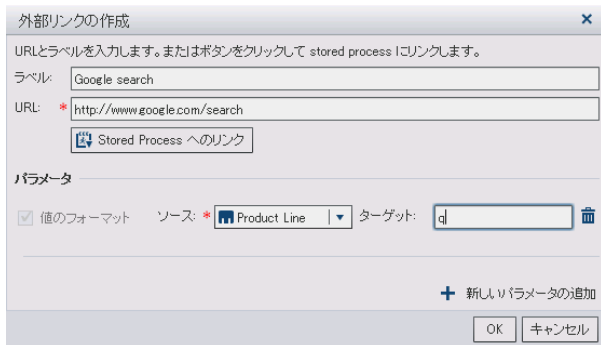 外部リンクの作成
URLとラベルを入力します。またはボタンをクリックして stored process にリンクします。
ラベル: Google search
URL: * http://www.google.com/search
Stored Process へのリンク
パラメータ
値のフォーマット ソース: * Product Line ターゲット: q
新しいパラメータの追加
OK キャンセル